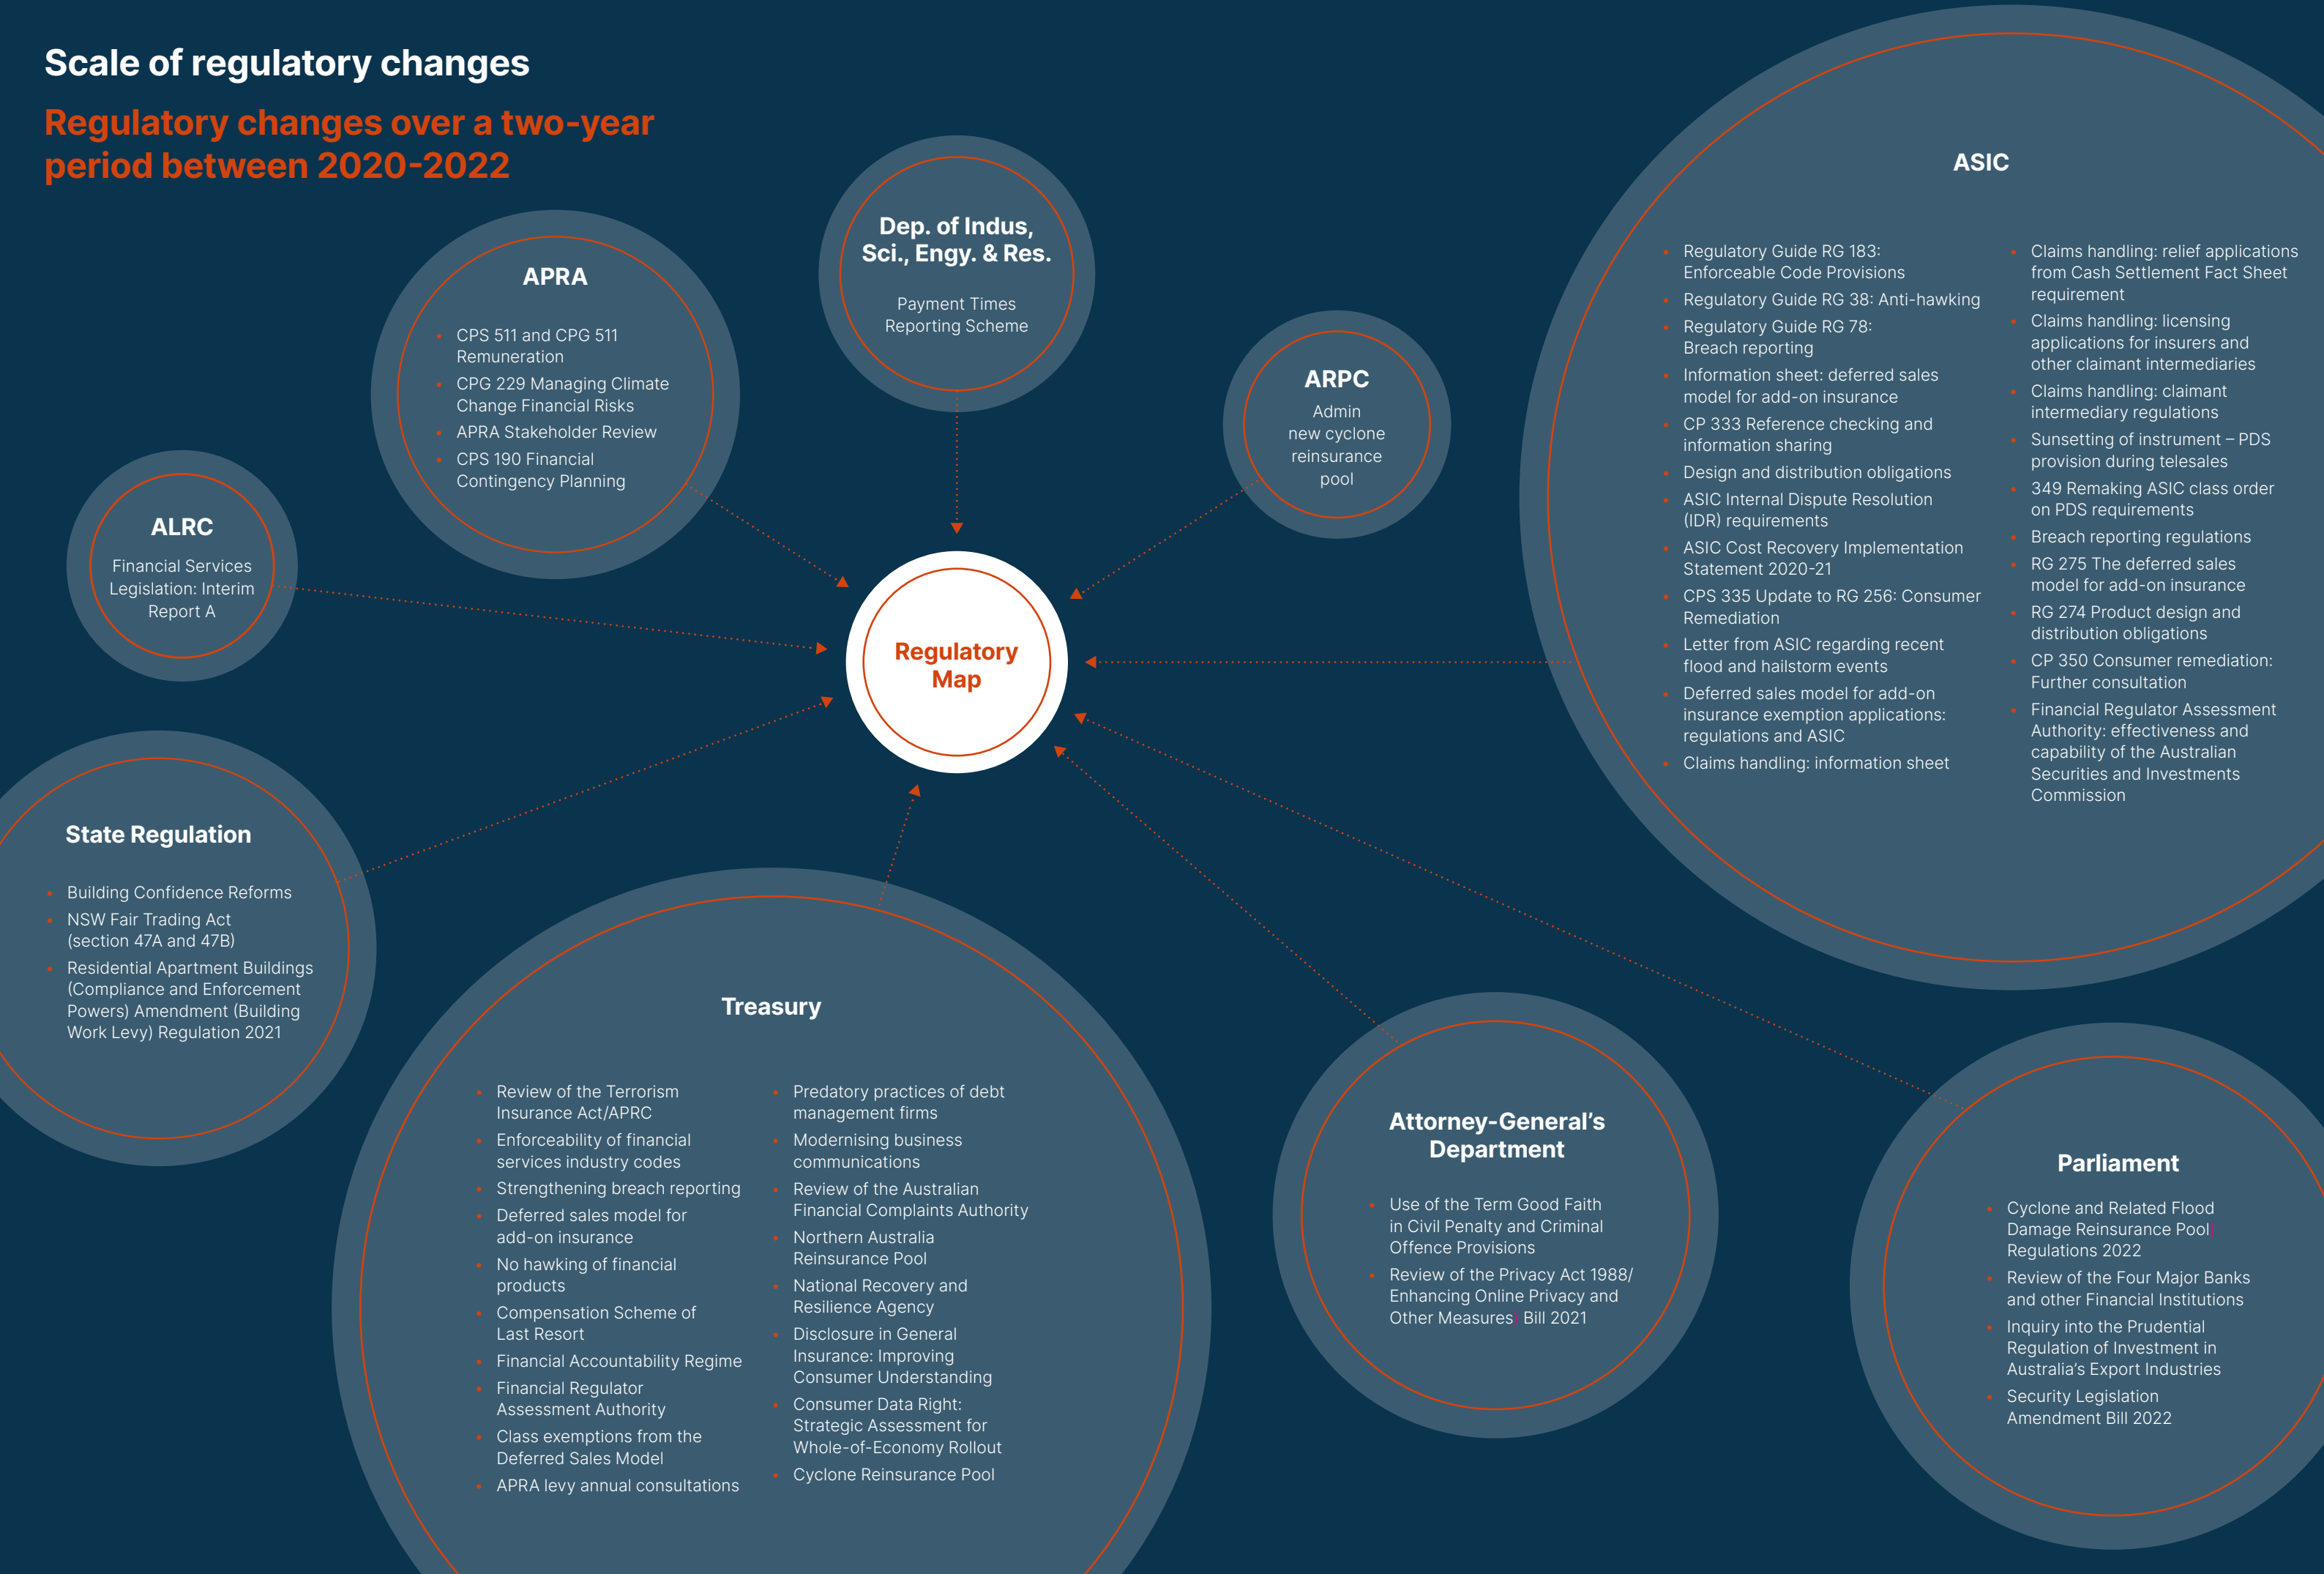 Scale of regulatory changes
Regulatory changes over a two-year
period between 2020-2022
APRA
• CPS 511 and CPG 511
Remuneration
• CPG 229 Managing Climate
Change Financial Risks
• APRA Stakeholder Review
• CPS 190 Financial
Contingency Planning
Dep. of Indus,
Sci., Engy. & Res.
Payment Times
Reporting Scheme
ARPC
Admin
new cyclone
reinsurance
pool
ASIC
• Regulatory Guide RG 183:
Enforceable Code Provisions
• Regulatory Guide RG 38: Anti-hawking
• Regulatory Guide RG 78:
Breach reporting
• Information sheet: deferred sales
model for add-on insurance
• CP 333 Reference checking and
information sharing
• Design and distribution obligations
• ASIC Internal Dispute Resolution
(IDR) requirements
• ASIC Cost Recovery Implementation
Statement 2020-21
• CPS 335 Update to RG 256: Consumer
Remediation
• Letter from ASIC regarding recent
flood and hailstorm events
• Deferred sales model for add-on
insurance exemption applications:
regulations and ASIC
• Claims handling: information sheet
• Claims handling: relief applications
from Cash Settlement Fact Sheet
requirement
• Claims handling: licensing
applications for insurers and
other claimant intermediaries
• Claims handling: claimant
intermediary regulations
• Sunsetting of instrument – PDS
provision during telesales
• 349 Remaking ASIC class order
on PDS requirements
• Breach reporting regulations
• RG 275 The deferred sales
model for add-on insurance
• RG 274 Product design and
distribution obligations
• CP 350 Consumer remediation:
Further consultation
• Financial Regulator Assessment
Authority: effectiveness and
capability of the Australian
Securities and Investments
Commission
ALRC
Financial Services
Legislation: Interim
Report A
Regulatory
Map
State Regulation
• Building Confidence Reforms
• NSW Fair Trading Act
(section 47A and 47B)
• Residential Apartment Buildings
(Compliance and Enforcement
Powers) Amendment (Building
Work Levy) Regulation 2021
Treasury
• Review of the Terrorism
Insurance Act/APRC
• Enforceability of financial
services industry codes
• Strengthening breach reporting
• Deferred sales model for
add-on insurance
• No hawking of financial
products
• Compensation Scheme of
Last Resort
• Financial Accountability Regime
• Financial Regulator
Assessment Authority
• Class exemptions from the
Deferred Sales Model
• APRA levy annual consultations
• Predatory practices of debt
management firms
• Modernising business
communications
• Review of the Australian
Financial Complaints Authority
• Northern Australia
Reinsurance Pool
• National Recovery and
Resilience Agency
• Disclosure in General
Insurance: Improving
Consumer Understanding
• Consumer Data Right:
Strategic Assessment for
Whole-of-Economy Rollout
• Cyclone Reinsurance Pool
Attorney-General’s
Department
• Use of the Term Good Faith
in Civil Penalty and Criminal
Offence Provisions
• Review of the Privacy Act 1988/
Enhancing Online Privacy and
Other Measures) Bill 2021
Parliament
• Cyclone and Related Flood
Damage Reinsurance Pool)
Regulations 2022
• Review of the Four Major Banks
and other Financial Institutions
• Inquiry into the Prudential
Regulation of Investment in
Australia’s Export Industries
• Security Legislation
Amendment Bill 2022